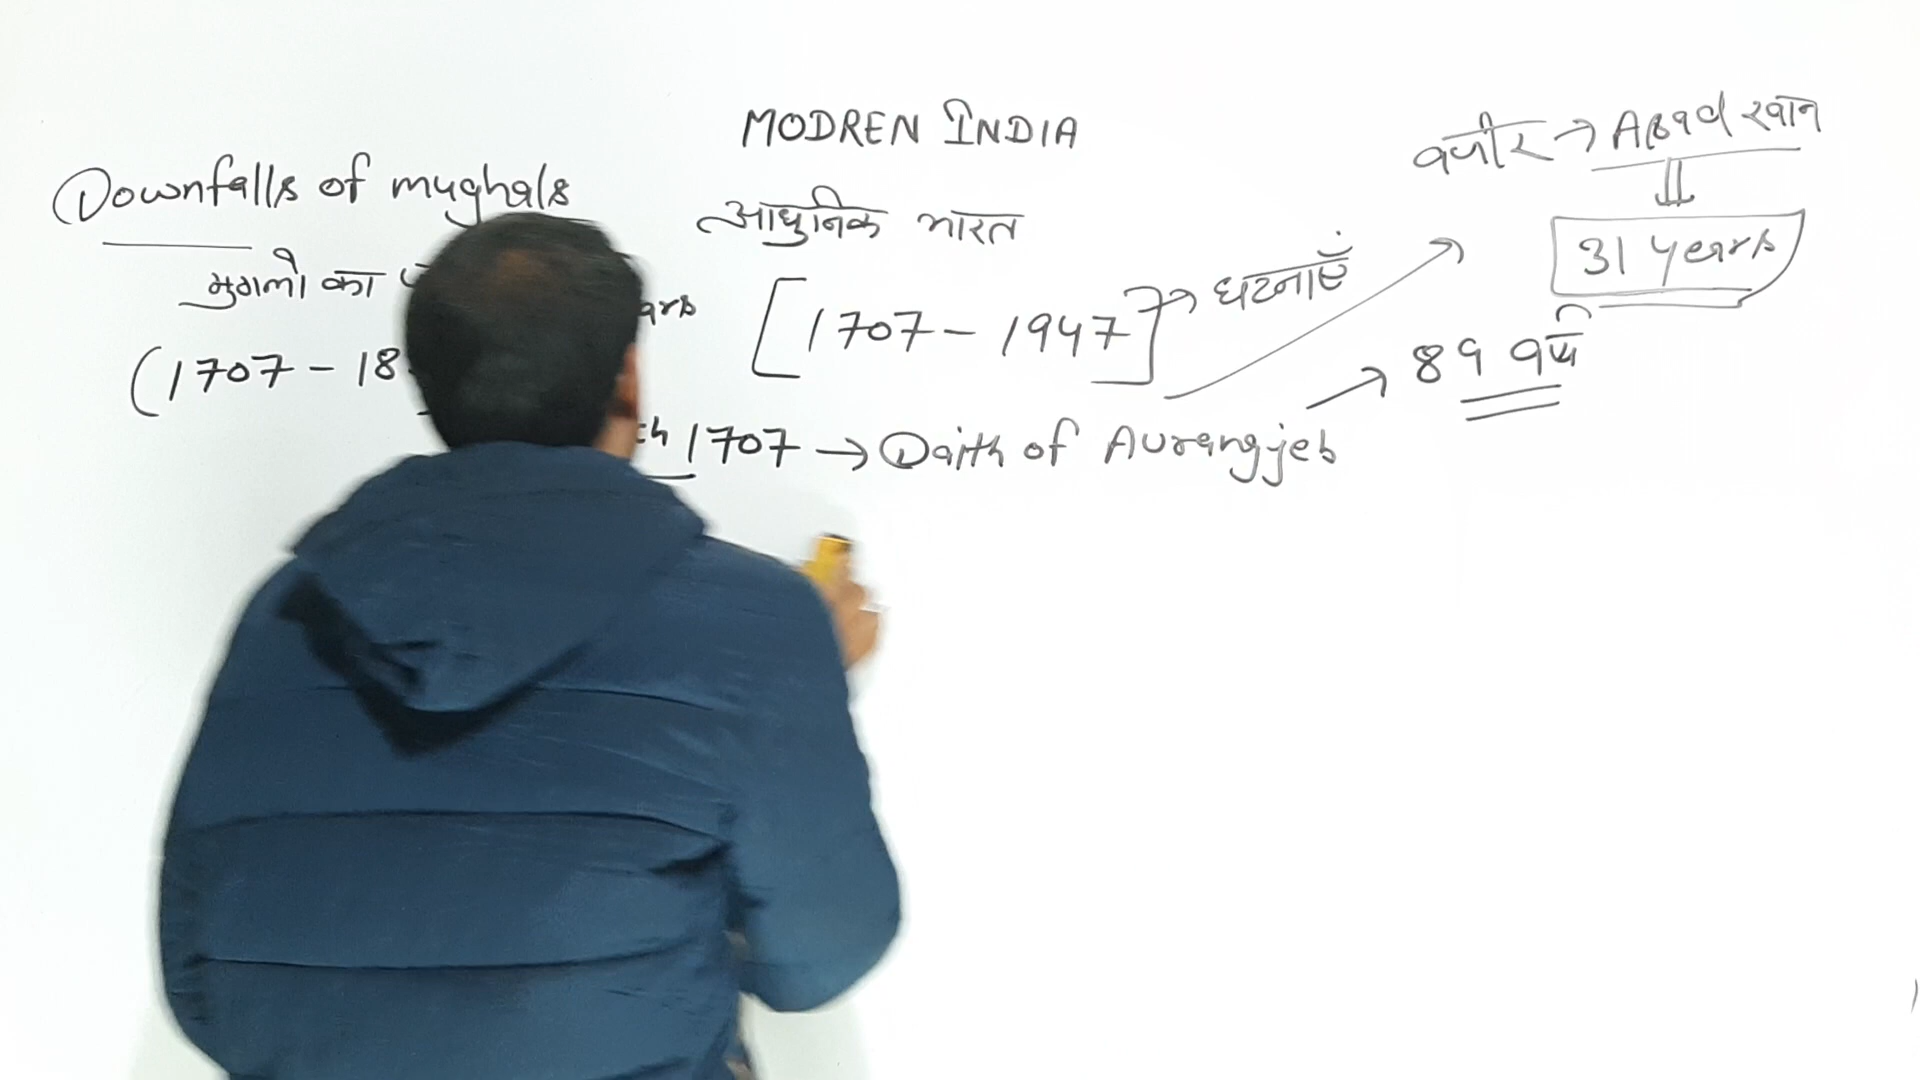 MODREN INDIA
आधुनिक भारत
[1707 - 1947] → घटनाएँ
Downfalls of mughals
मुगलो का
(1707 - 18
1707 → Daith of Aurangjeb
वजीर → Asad खान
31 Years
→ 89 वर्ष